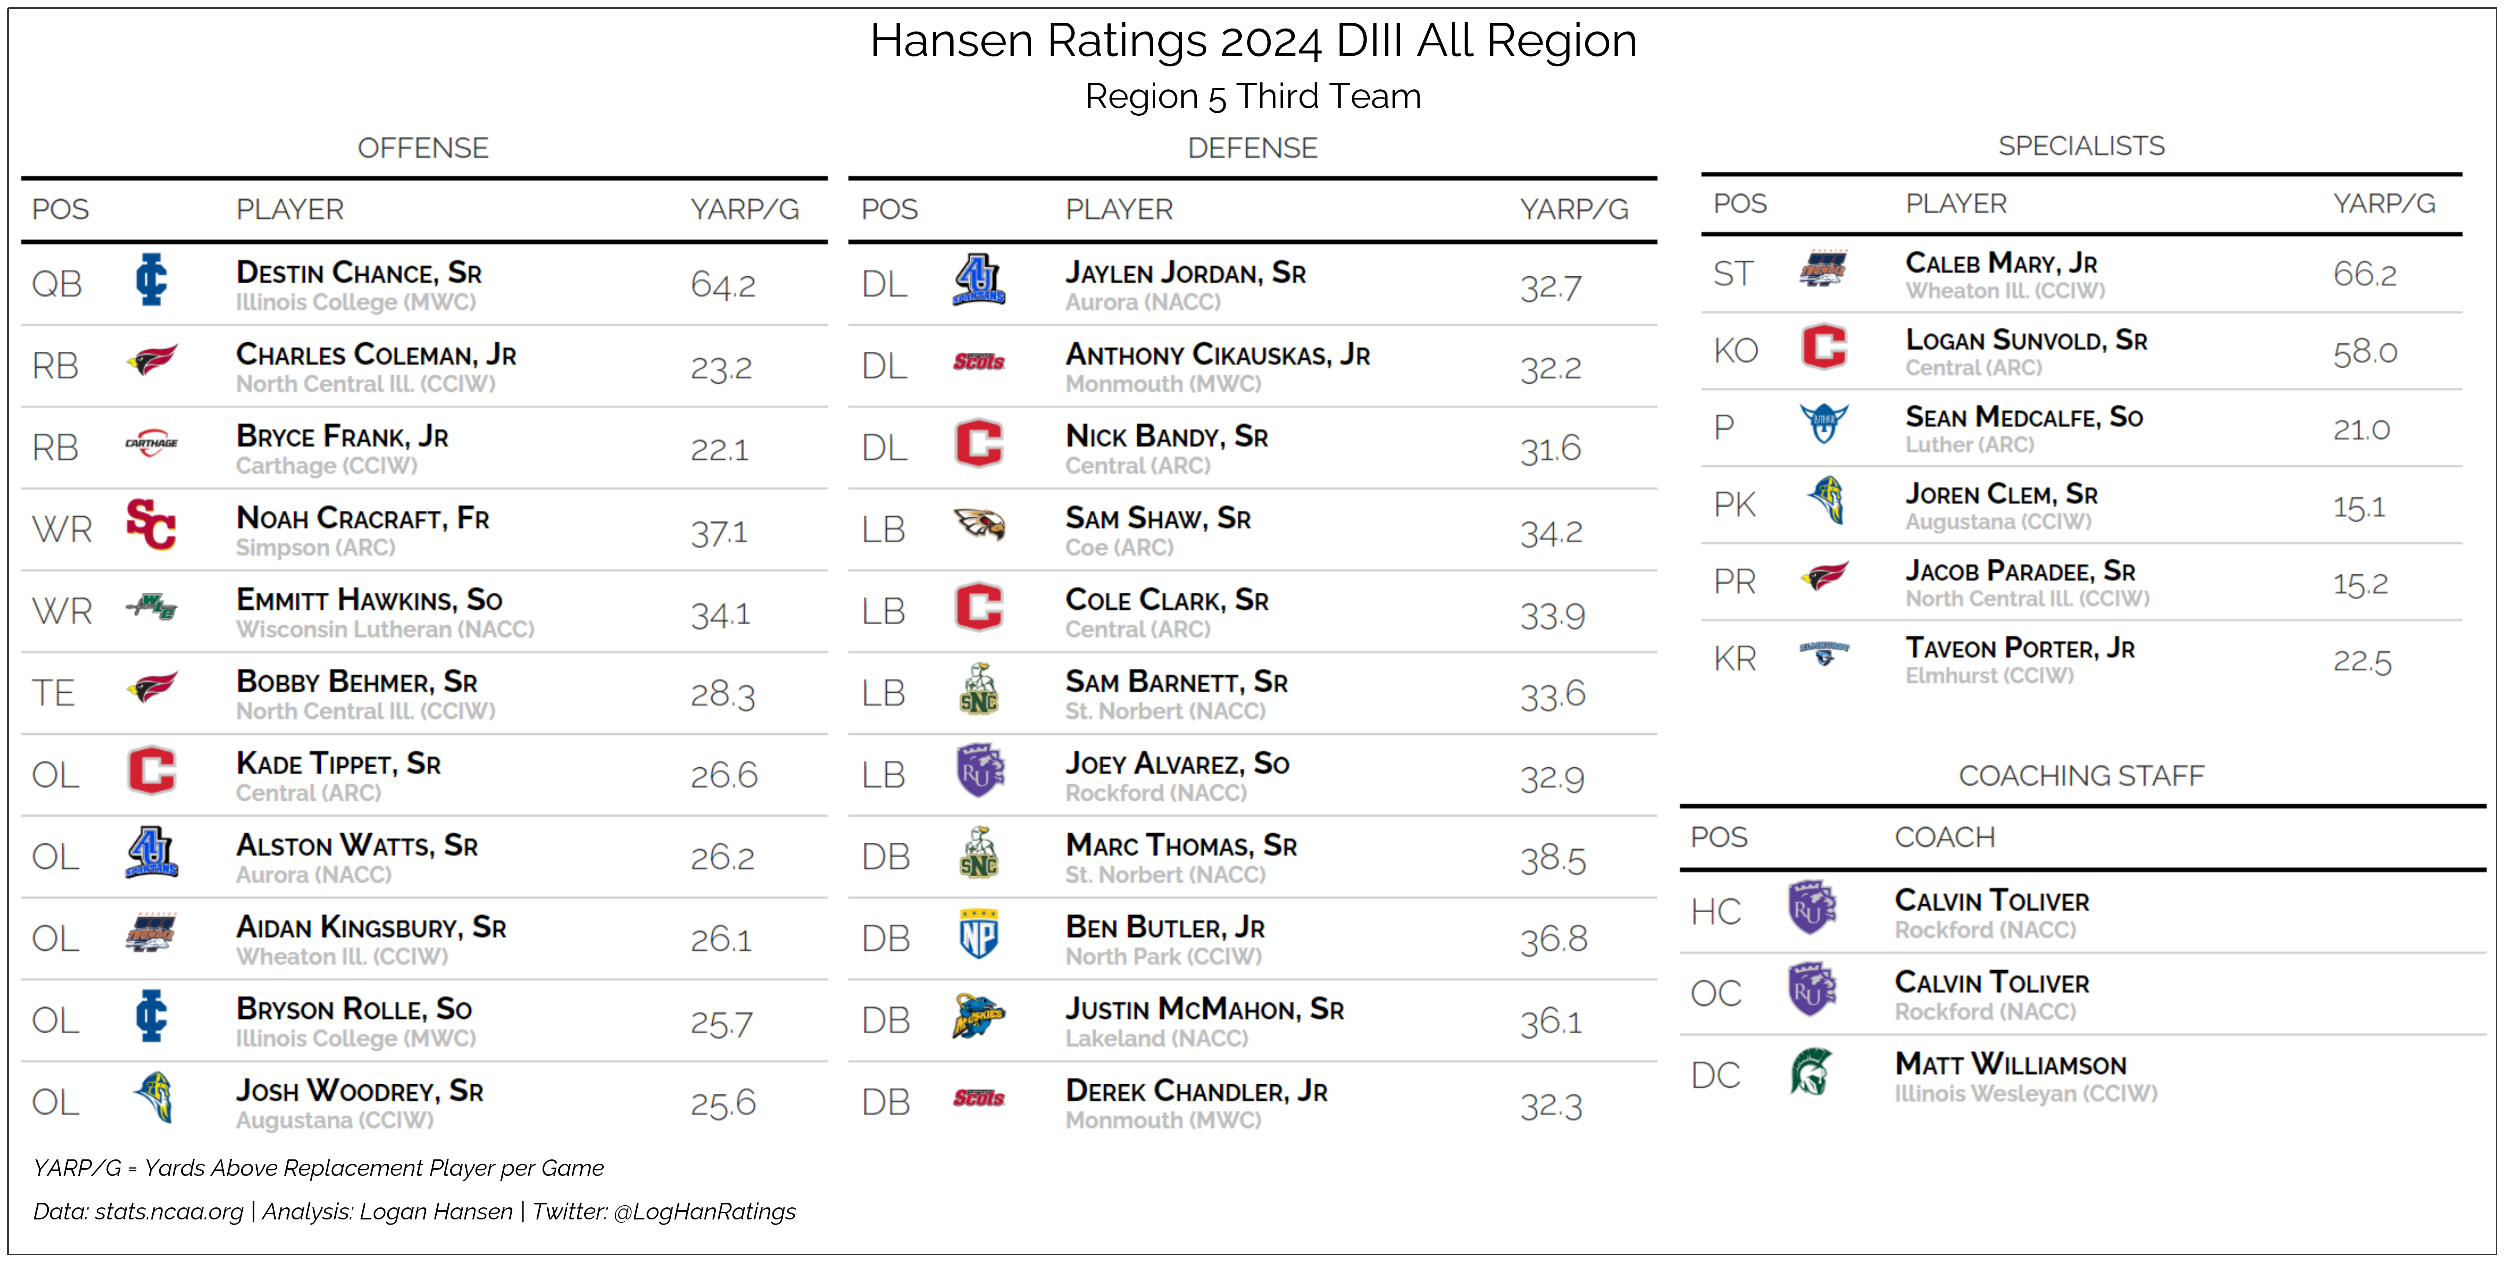 Hansen Ratings 2024 DIII All Region
Region 5 Third Team
OFFENSE
POS PLAYER YARP/G
QB DESTIN CHANCE, SR 64.2
Illinois College (MWC)
RB CHARLES COLEMAN, JR 23.2
North Central Ill. (CCIW)
RB CARTHAGE BRYCE FRANK, JR 22.1
Carthage (CCIW)
WR SC NOAH CRACRAFT, FR 37.1
Simpson (ARC)
WR WLC EMMITT HAWKINS, SO 34.1
Wisconsin Lutheran (NACC)
TE BOBBY BEHMER, SR 28.3
North Central Ill. (CCIW)
OL C KADE TIPPET, SR 26.6
Central (ARC)
OL AU SPARTANS ALSTON WATTS, SR 26.2
Aurora (NACC)
OL AIDAN KINGSBURY, SR 26.1
Wheaton Ill. (CCIW)
OL BRYSON ROLLE, SO 25.7
Illinois College (MWC)
OL JOSH WOODREY, SR 25.6
Augustana (CCIW)
DEFENSE
POS PLAYER YARP/G
DL AU SPARTANS JAYLEN JORDAN, SR 32.7
Aurora (NACC)
DL Scots ANTHONY CIKAUSKAS, JR 32.2
Monmouth (MWC)
DL C NICK BANDY, SR 31.6
Central (ARC)
LB SAM SHAW, SR 34.2
Coe (ARC)
LB C COLE CLARK, SR 33.9
Central (ARC)
LB SNC SAM BARNETT, SR 33.6
St. Norbert (NACC)
LB RU JOEY ALVAREZ, SO 32.9
Rockford (NACC)
DB SNC MARC THOMAS, SR 38.5
St. Norbert (NACC)
DB NP BEN BUTLER, JR 36.8
North Park (CCIW)
DB MUSKIES JUSTIN MCMAHON, SR 36.1
Lakeland (NACC)
DB Scots DEREK CHANDLER, JR 32.3
Monmouth (MWC)
SPECIALISTS
POS PLAYER YARP/G
ST CALEB MARY, JR 66.2
Wheaton Ill. (CCIW)
KO C LOGAN SUNVOLD, SR 58.0
Central (ARC)
P LUTHER SEAN MEDCALFE, SO 21.0
Luther (ARC)
PK JOREN CLEM, SR 15.1
Augustana (CCIW)
PR JACOB PARADEE, SR 15.2
North Central Ill. (CCIW)
KR ELMHURST TAVEON PORTER, JR 22.5
Elmhurst (CCIW)
COACHING STAFF
POS COACH
HC RU CALVIN TOLIVER
Rockford (NACC)
OC RU CALVIN TOLIVER
Rockford (NACC)
DC MATT WILLIAMSON
Illinois Wesleyan (CCIW)
YARP/G = Yards Above Replacement Player per Game
Data: stats.ncaa.org | Analysis: Logan Hansen | Twitter: @LogHanRatings